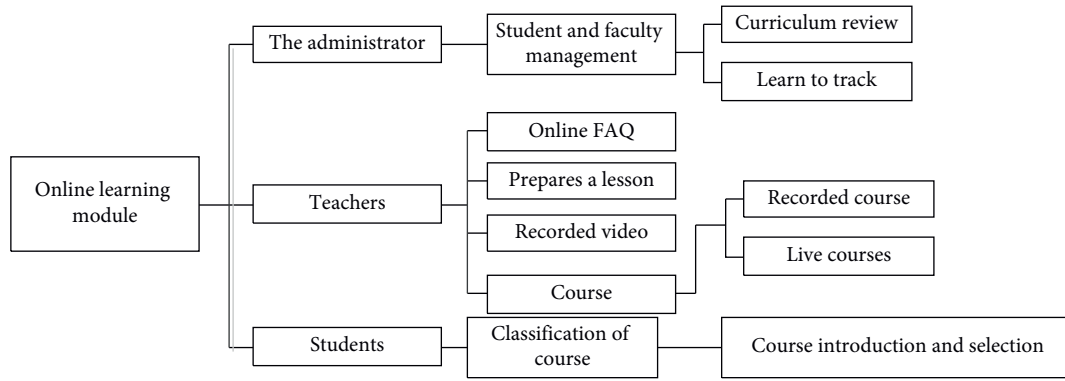 Online learning
module
The administrator
Student and faculty
management
Curriculum review
Learn to track
Teachers
Online FAQ
Prepares a lesson
Recorded video
Course
Recorded course
Live courses
Students
Classification of
course
Course introduction and selection